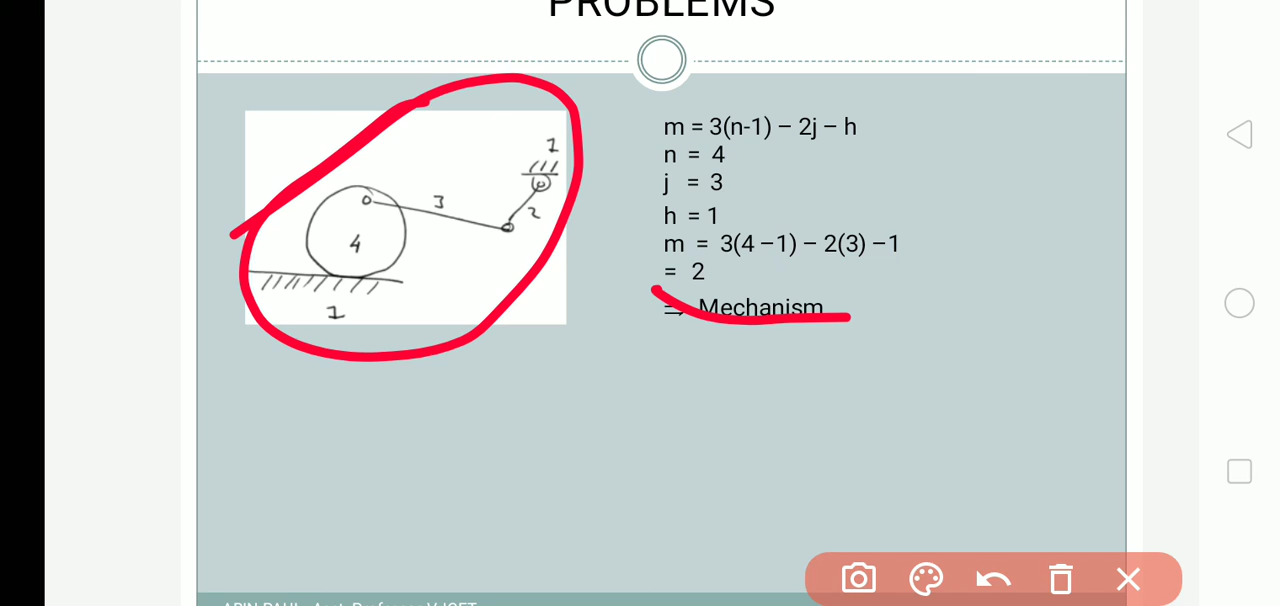 PROBLEMS
m = 3(n-1) – 2j – h
n = 4
j = 3
h = 1
m = 3(4 –1) – 2(3) –1
= 2
⇒ Mechanism
1
3
2
4
1